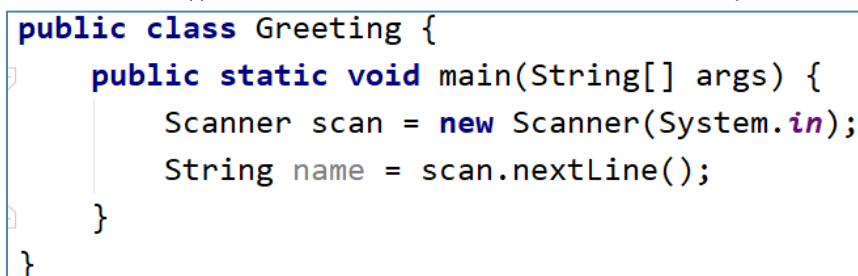 public class Greeting {
    public static void main(String[] args) {
        Scanner scan = new Scanner(System.in);
        String name = scan.nextLine();
    }
}